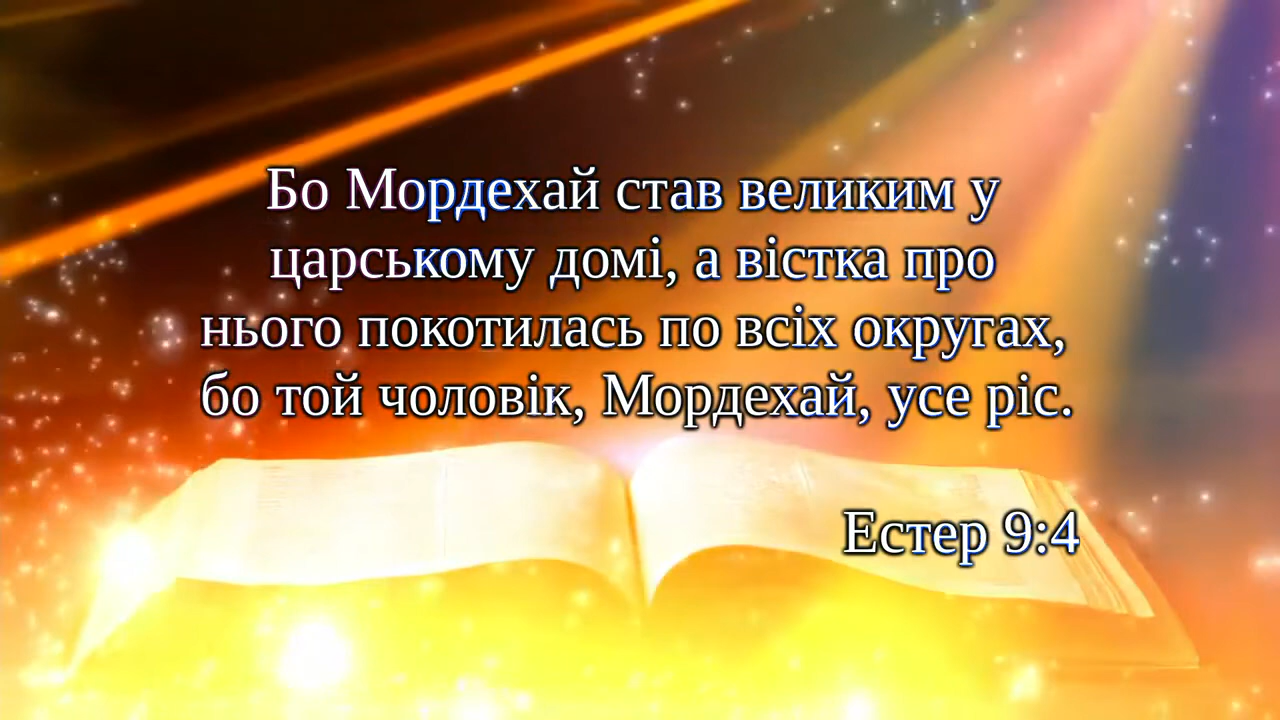 Бо Мордехай став великим у
царському домі, а вістка про
нього покотилась по всіх округах,
бо той чоловік, Мордехай, усе ріс.
Естер 9:4